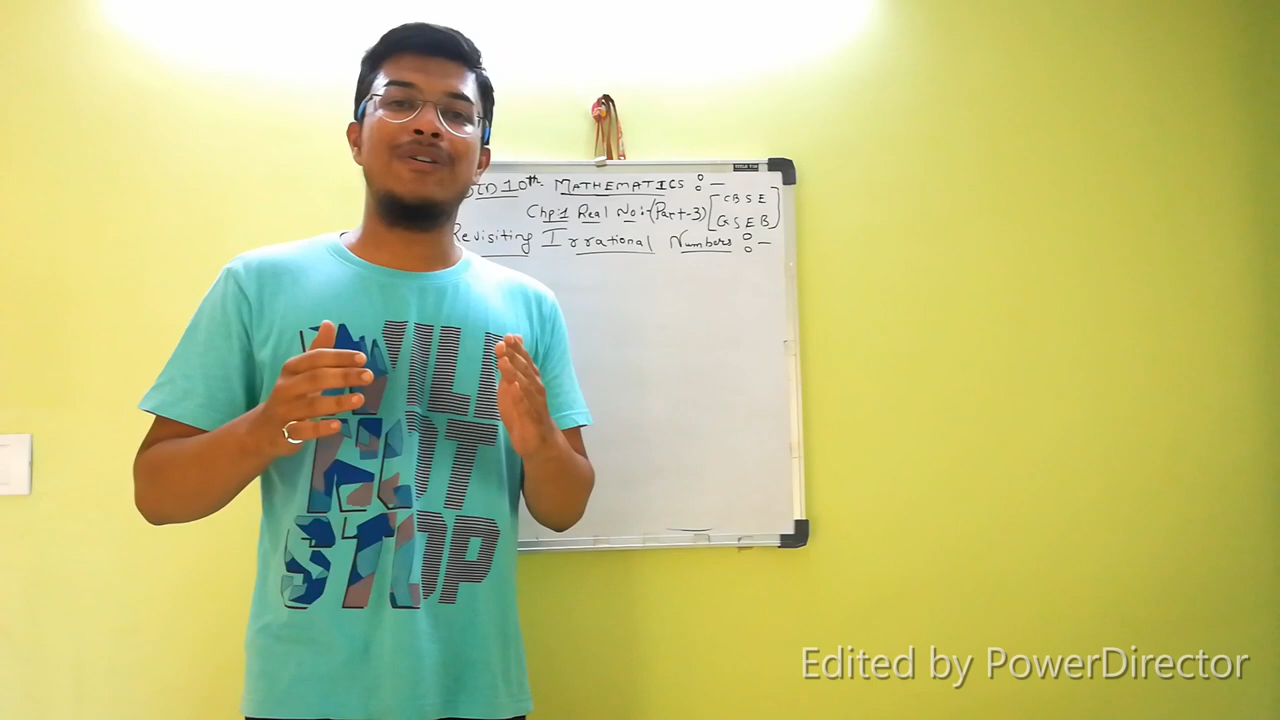 STD 10th MATHEMATICS :-
Chp:1 Real No:-(Part-3) [CBSE GSEB]
Revisiting Irrational Numbers :-
WILL
NOT
STOP
Edited by PowerDirector